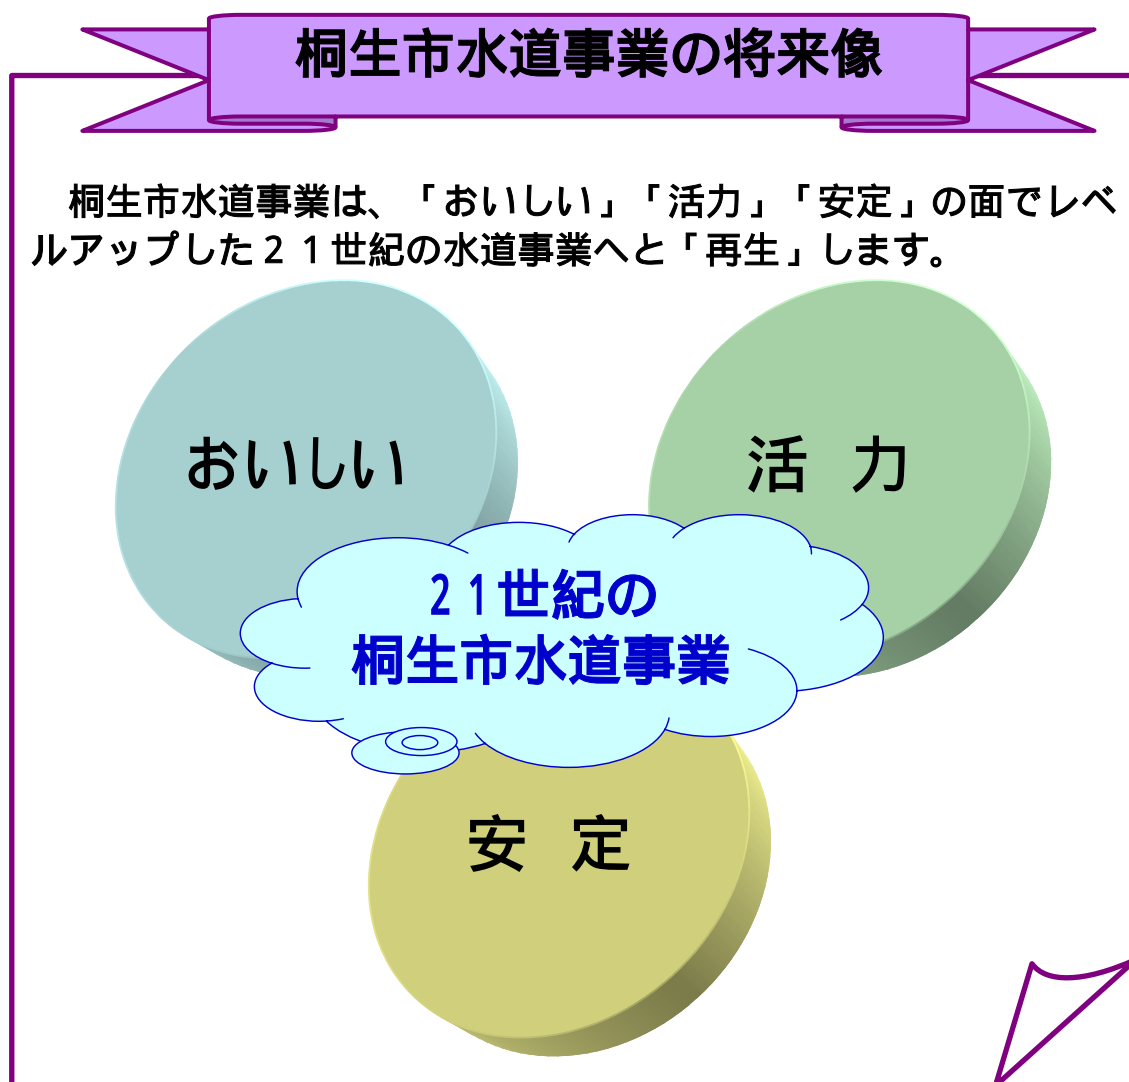 桐生市水道事業の将来像
桐生市水道事業は、「おいしい」「活力」「安定」の面でレベ
ルアップした２１世紀の水道事業へと「再生」します。
おいしい
活 力
２１世紀の
桐生市水道事業
安 定